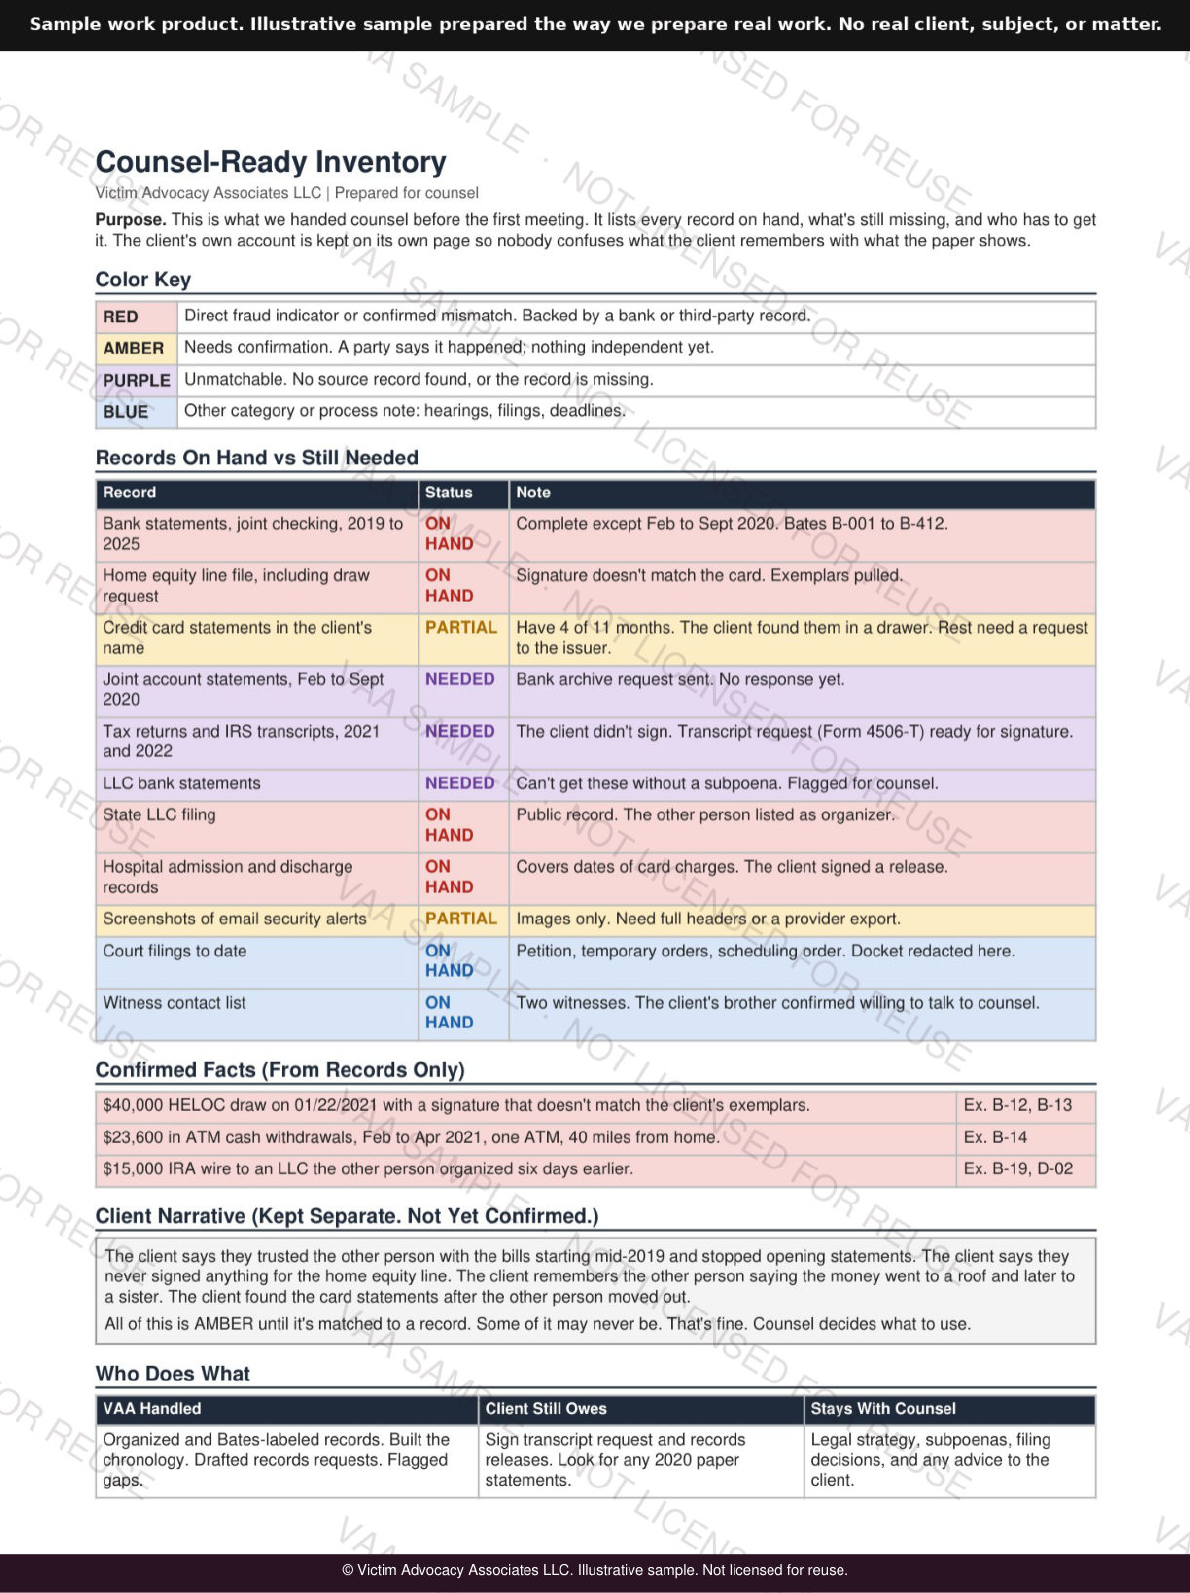 Sample work product. Illustrative sample prepared the way we prepare real work. No real client, subject, or matter.
Counsel-Ready Inventory
Victim Advocacy Associates LLC | Prepared for counsel
Purpose. This is what we handed counsel before the first meeting. It lists every record on hand, what's still missing, and who has to get
it. The client's own account is kept on its own page so nobody confuses what the client remembers with what the paper shows.
Color Key
RED Direct fraud indicator or confirmed mismatch. Backed by a bank or third-party record.
AMBER Needs confirmation. A party says it happened; nothing independent yet.
PURPLE Unmatchable. No source record found, or the record is missing.
BLUE Other category or process note: hearings, filings, deadlines.
Records On Hand vs Still Needed
Record Status Note
Bank statements, joint checking, 2019 to ON Complete except Feb to Sept 2020. Bates B-001 to B-412.
2025 HAND
Home equity line file, including draw ON Signature doesn't match the card. Exemplars pulled.
request HAND
Credit card statements in the client's PARTIAL Have 4 of 11 months. The client found them in a drawer. Rest need a request
name to the issuer.
Joint account statements, Feb to Sept NEEDED Bank archive request sent. No response yet.
2020
Tax returns and IRS transcripts, 2021 NEEDED The client didn't sign. Transcript request (Form 4506-T) ready for signature.
and 2022
LLC bank statements NEEDED Can't get these without a subpoena. Flagged for counsel.
State LLC filing ON Public record. The other person listed as organizer.
HAND
Hospital admission and discharge ON Covers dates of card charges. The client signed a release.
records HAND
Screenshots of email security alerts PARTIAL Images only. Need full headers or a provider export.
Court filings to date ON Petition, temporary orders, scheduling order. Docket redacted here.
HAND
Witness contact list ON Two witnesses. The client's brother confirmed willing to talk to counsel.
HAND
Confirmed Facts (From Records Only)
$40,000 HELOC draw on 01/22/2021 with a signature that doesn't match the client's exemplars. Ex. B-12, B-13
$23,600 in ATM cash withdrawals, Feb to Apr 2021, one ATM, 40 miles from home. Ex. B-14
$15,000 IRA wire to an LLC the other person organized six days earlier. Ex. B-19, D-02
Client Narrative (Kept Separate. Not Yet Confirmed.)
The client says they trusted the other person with the bills starting mid-2019 and stopped opening statements. The client says they
never signed anything for the home equity line. The client remembers the other person saying the money went to a roof and later to
a sister. The client found the card statements after the other person moved out.
All of this is AMBER until it's matched to a record. Some of it may never be. That's fine. Counsel decides what to use.
Who Does What
VAA Handled Client Still Owes Stays With Counsel
Organized and Bates-labeled records. Built the Sign transcript request and records Legal strategy, subpoenas, filing
chronology. Drafted records requests. Flagged releases. Look for any 2020 paper decisions, and any advice to the
gaps. statements. client.
VAA SAMPLE · NOT LICENSED FOR REUSE
© Victim Advocacy Associates LLC. Illustrative sample. Not licensed for reuse.